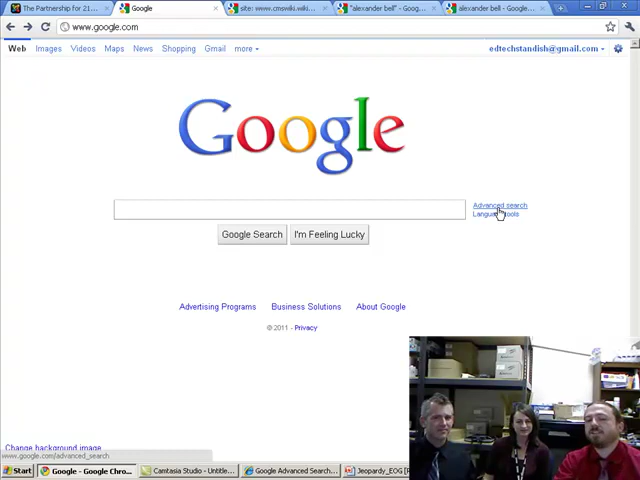 The Partnership for 21...
Google
site: www.cmswiki.wiki...
"alexander bell" - Goog...
alexander bell - Google...
www.google.com
Web Images Videos Maps News Shopping Gmail more
edtechstandish@gmail.com
Google
Advanced search
Language tools
Google Search
I'm Feeling Lucky
Advertising Programs Business Solutions About Google
© 2011 - Privacy
Change background image
www.google.com/advanced_search
Start
Google - Google Chro...
Camtasia Studio - Untitle...
Google Advanced Search...
Jeopardy_EOG [